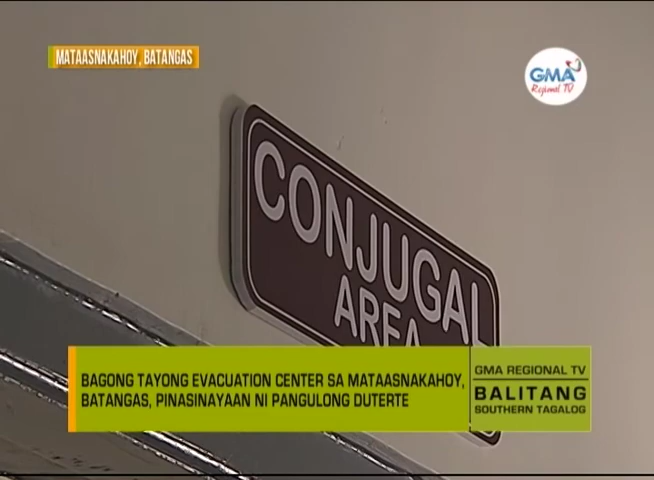 MATAASNAKAHOY, BATANGAS
GMA
Regional TV
CONJUGAL
AREA
BAGONG TAYONG EVACUATION CENTER SA MATAASNAKAHOY,
BATANGAS, PINASINAYAAN NI PANGULONG DUTERTE
GMA REGIONAL TV
BALITANG
SOUTHERN TAGALOG